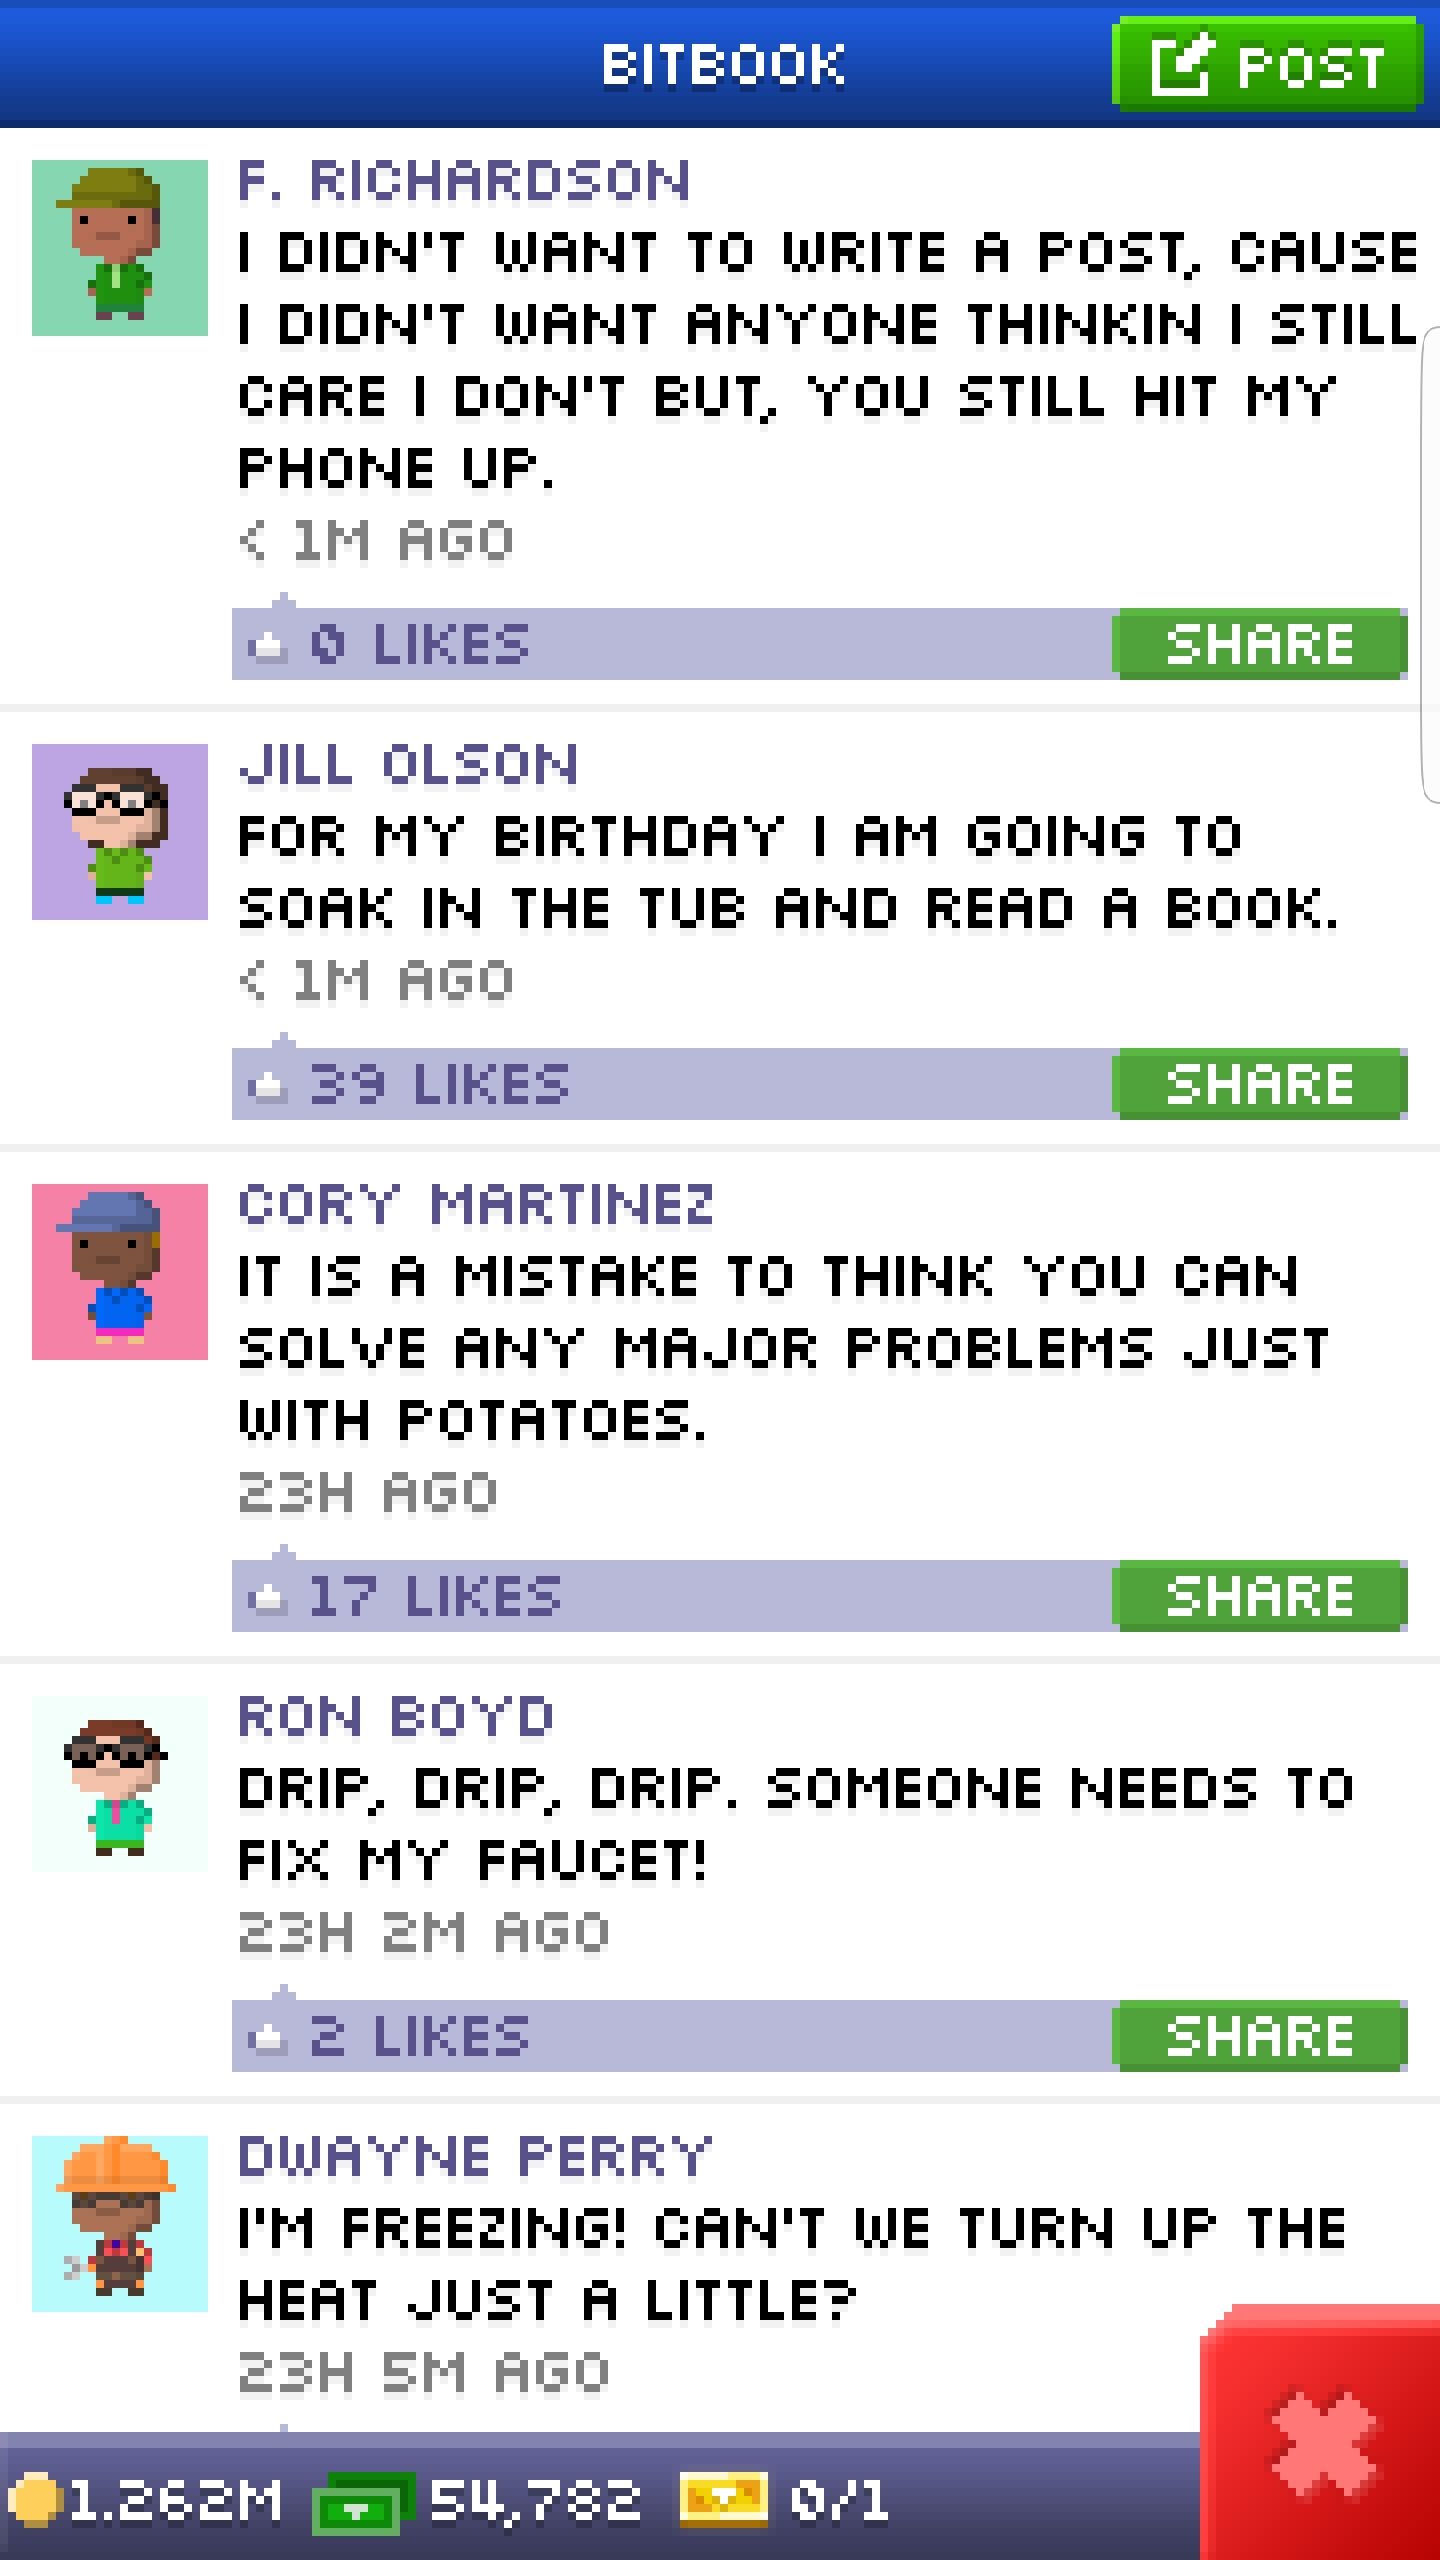 BITBOOK
POST
F. RICHARDSON
I DIDN'T WANT TO WRITE A POST, CAUSE
I DIDN'T WANT ANYONE THINKIN I STILL
CARE I DON'T BUT, YOU STILL HIT MY
PHONE UP.
< 1M AGO
0 LIKES
SHARE
JILL OLSON
FOR MY BIRTHDAY I AM GOING TO
SOAK IN THE TUB AND READ A BOOK.
< 1M AGO
39 LIKES
SHARE
CORY MARTINEZ
IT IS A MISTAKE TO THINK YOU CAN
SOLVE ANY MAJOR PROBLEMS JUST
WITH POTATOES.
23H AGO
17 LIKES
SHARE
RON BOYD
DRIP, DRIP, DRIP. SOMEONE NEEDS TO
FIX MY FAUCET!
23H 2M AGO
2 LIKES
SHARE
DWAYNE PERRY
I'M FREEZING! CAN'T WE TURN UP THE
HEAT JUST A LITTLE?
23H 5M AGO
1.262M
54,782
0/1